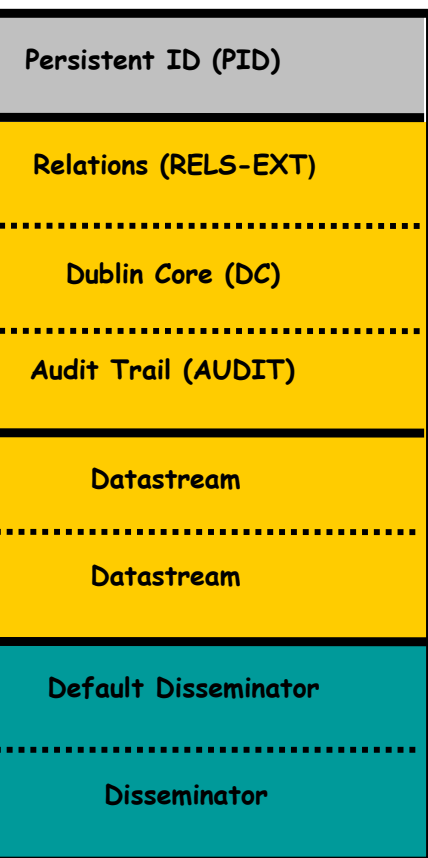 Persistent ID (PID)
Relations (RELS-EXT)
Dublin Core (DC)
Audit Trail (AUDIT)
Datastream
Datastream
Default Disseminator
Disseminator